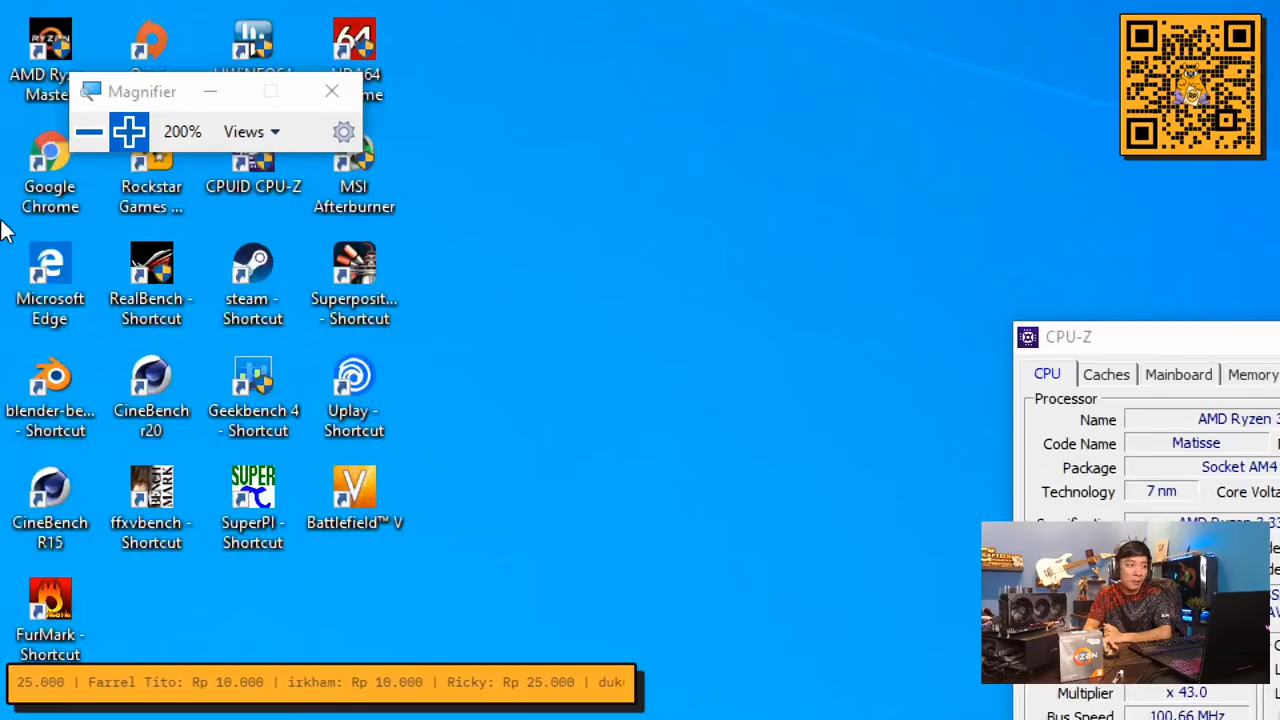 AMD Ry
Maste
64
Magnifier
200%
Views
Google
Chrome
Rockstar
Games ...
CPUID CPU-Z
MSI
Afterburner
Microsoft
Edge
RealBench -
Shortcut
steam -
Shortcut
Superposit...
- Shortcut
blender-be...
- Shortcut
CineBench
r20
Geekbench 4
- Shortcut
Uplay -
Shortcut
CineBench
R15
ffxvbench -
Shortcut
SUPER
SuperPI -
Shortcut
Battlefield™ V
FurMark -
Shortcut
25.000 | Farrel Tito: Rp 10.000 | irkham: Rp 10.000 | Ricky: Rp 25.000 | duk
CPU-Z
CPU
Caches
Mainboard
Memory
Processor
Name
AMD Ryzen 3
Code Name
Matisse
Package
Socket AM4
Technology
7 nm
Core Volta
Multiplier
x 43.0
Bus Speed
100.66 MHz